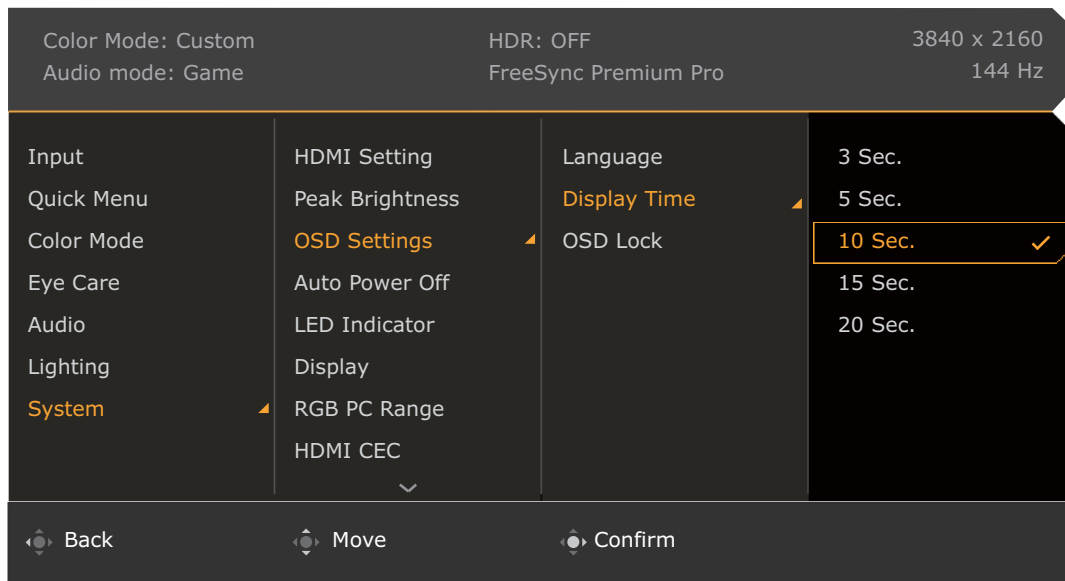 Color Mode: Custom
Audio mode: Game
HDR: OFF
FreeSync Premium Pro
3840 x 2160
144 Hz
Input
Quick Menu
Color Mode
Eye Care
Audio
Lighting
System
HDMI Setting
Peak Brightness
OSD Settings
Auto Power Off
LED Indicator
Display
RGB PC Range
HDMI CEC
Language
Display Time
OSD Lock
3 Sec.
5 Sec.
10 Sec.
15 Sec.
20 Sec.
Back
Move
Confirm